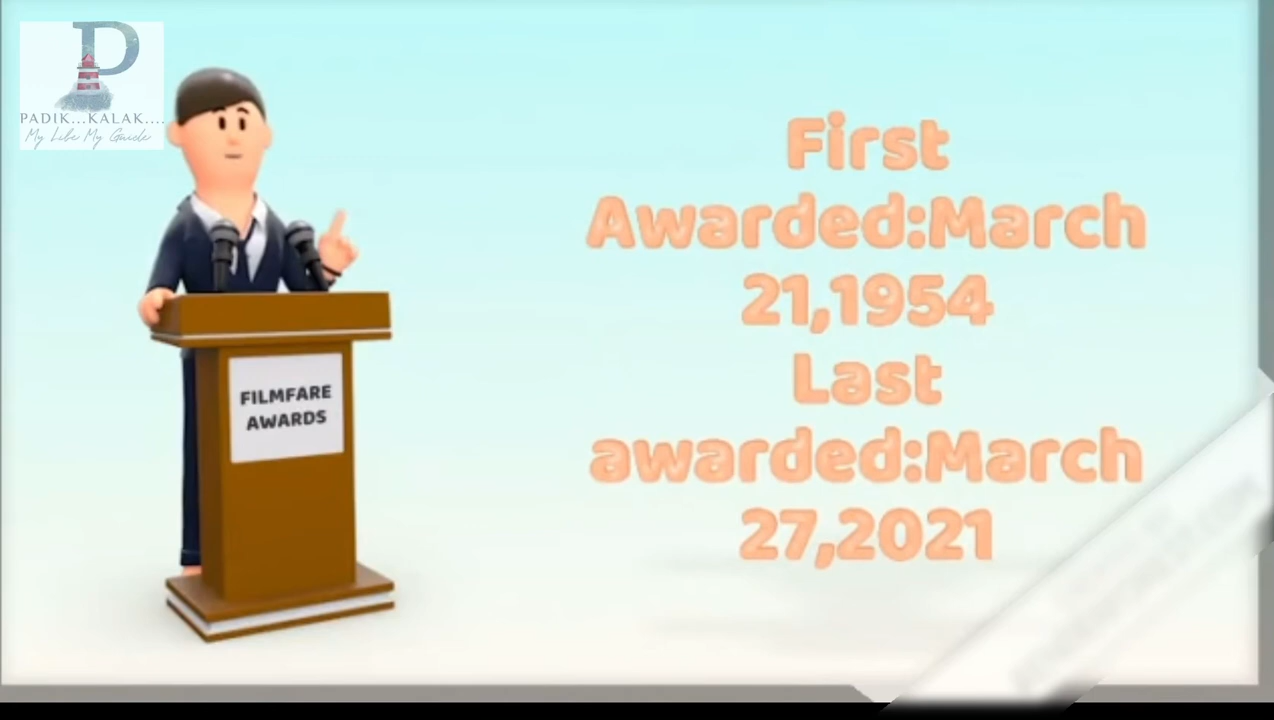 P
PADIK...KALAK....
My Life My Guide
First
Awarded:March
21,1954
Last
awarded:March
27,2021
FILMFARE
AWARDS